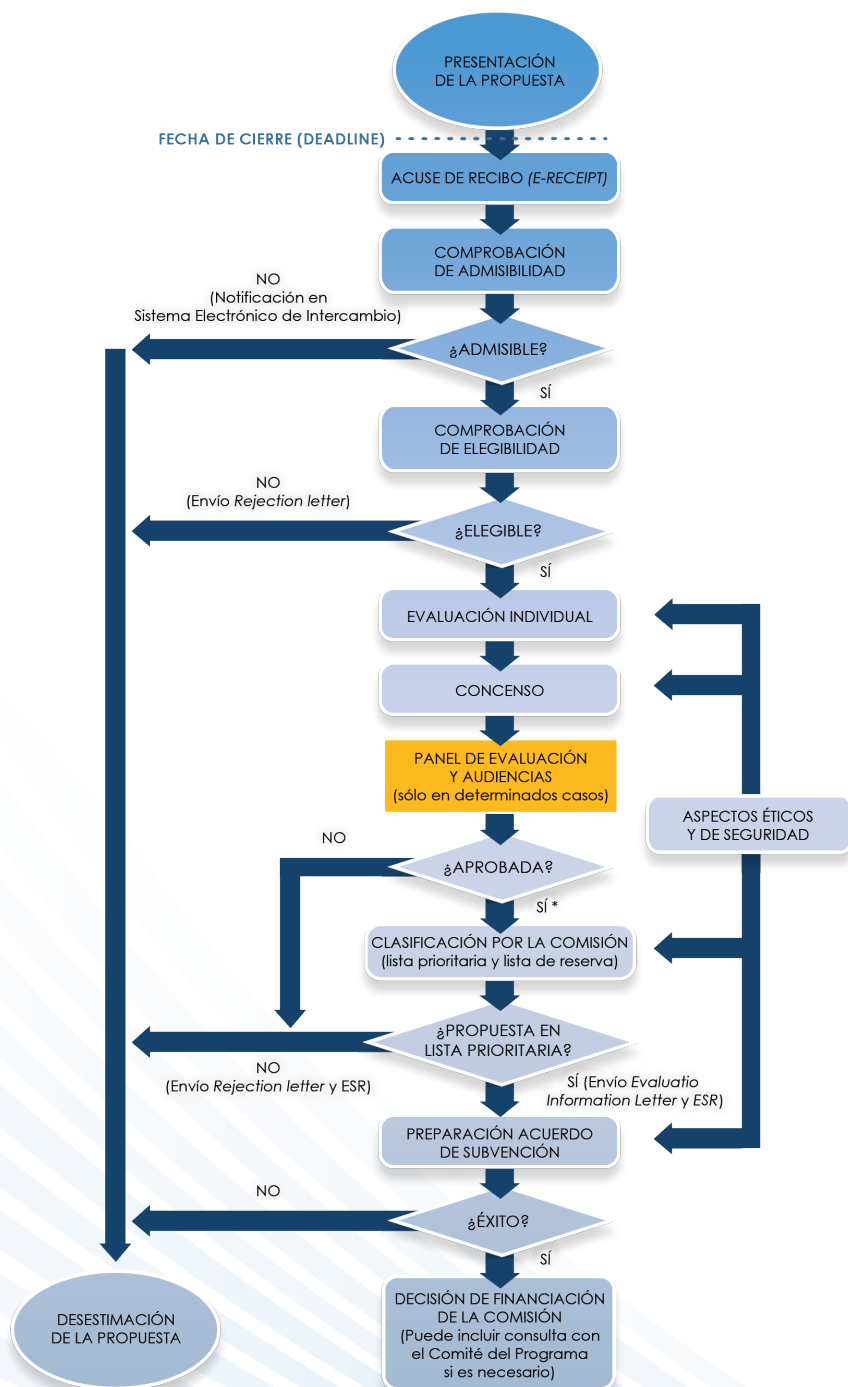 PRESENTACIÓN
DE LA PROPUESTA
FECHA DE CIERRE (DEADLINE)
ACUSE DE RECIBO (E-RECEIPT)
COMPROBACIÓN
DE ADMISIBILIDAD
NO
(Notificación en
Sistema Electrónico de Intercambio)
¿ADMISIBLE?
SÍ
COMPROBACIÓN
DE ELEGIBILIDAD
NO
(Envío Rejection letter)
¿ELEGIBLE?
SÍ
EVALUACIÓN INDIVIDUAL
CONCENSO
PANEL DE EVALUACIÓN
Y AUDIENCIAS
(sólo en determinados casos)
ASPECTOS ÉTICOS
Y DE SEGURIDAD
NO
¿APROBADA?
SÍ *
CLASIFICACIÓN POR LA COMISIÓN
(lista prioritaria y lista de reserva)
¿PROPUESTA EN
LISTA PRIORITARIA?
NO
(Envío Rejection letter y ESR)
SÍ (Envío Evaluatio
Information Letter y ESR)
PREPARACIÓN ACUERDO
DE SUBVENCIÓN
NO
¿ÉXITO?
SÍ
DECISIÓN DE FINANCIACIÓN
DE LA COMISIÓN
(Puede incluir consulta con
el Comité del Programa
si es necesario)
DESESTIMACIÓN
DE LA PROPUESTA